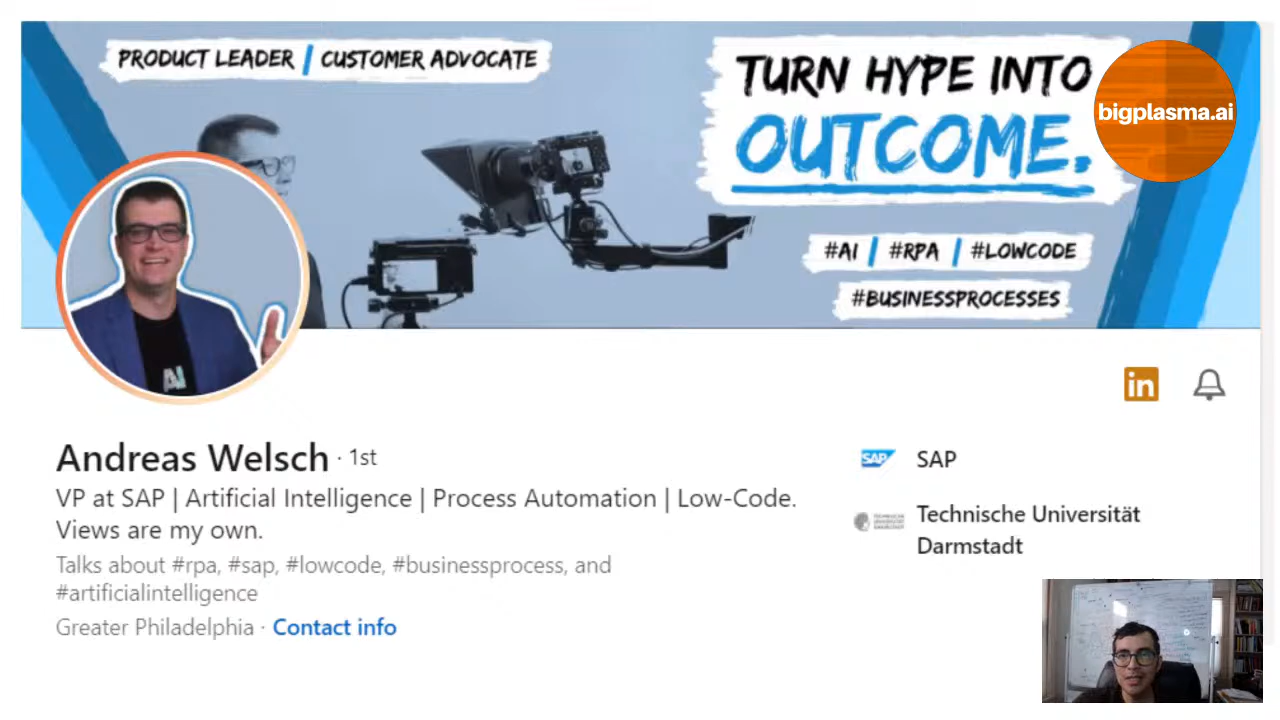 PRODUCT LEADER | CUSTOMER ADVOCATE
TURN HYPE INTO
OUTCOME.
bigplasma.ai
#AI | #RPA | #LOWCODE
#BUSINESSPROCESSES
AI
in
Andreas Welsch · 1st
VP at SAP | Artificial Intelligence | Process Automation | Low-Code.
Views are my own.
Talks about #rpa, #sap, #lowcode, #businessprocess, and
#artificialintelligence
Greater Philadelphia · Contact info
SAP SAP
Technische Universität
Darmstadt